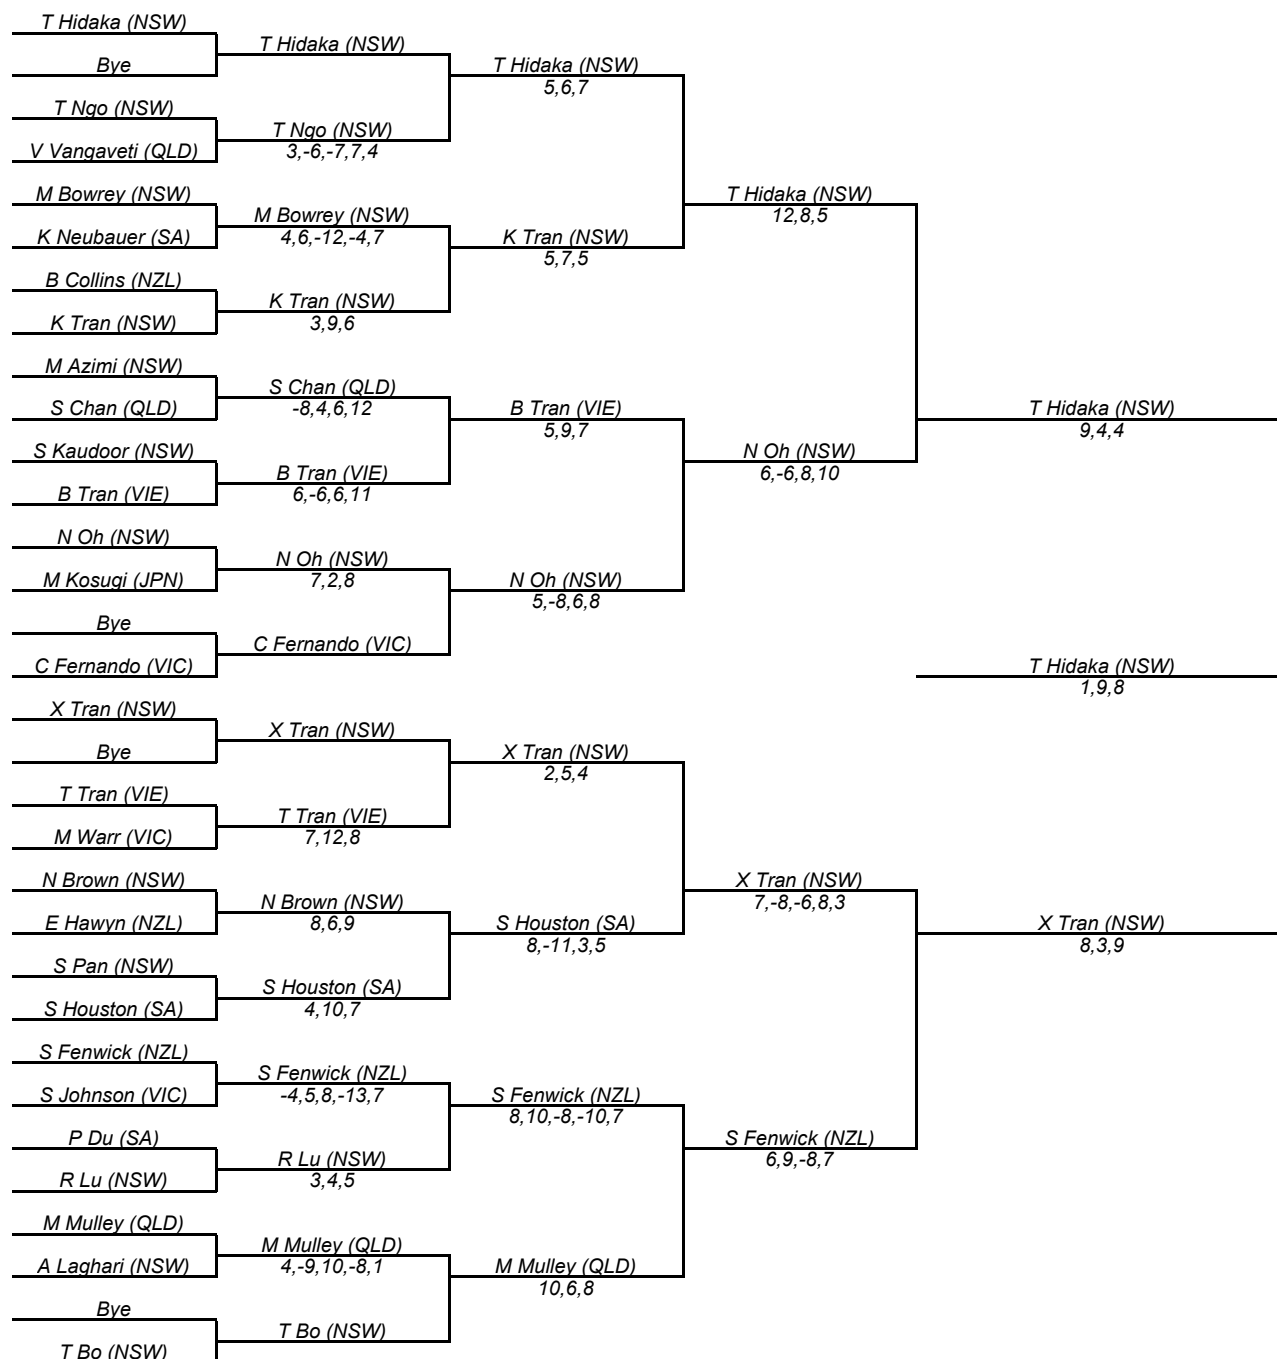 T Hidaka (NSW)
Bye
T Ngo (NSW)
V Vangaveti (QLD)
M Bowrey (NSW)
K Neubauer (SA)
B Collins (NZL)
K Tran (NSW)
M Azimi (NSW)
S Chan (QLD)
S Kaudoor (NSW)
B Tran (VIE)
N Oh (NSW)
M Kosugi (JPN)
Bye
C Fernando (VIC)
X Tran (NSW)
Bye
T Tran (VIE)
M Warr (VIC)
N Brown (NSW)
E Hawyn (NZL)
S Pan (NSW)
S Houston (SA)
S Fenwick (NZL)
S Johnson (VIC)
P Du (SA)
R Lu (NSW)
M Mulley (QLD)
A Laghari (NSW)
Bye
T Bo (NSW)
T Hidaka (NSW)
T Ngo (NSW)
3,-6,-7,7,4
M Bowrey (NSW)
4,6,-12,-4,7
K Tran (NSW)
3,9,6
S Chan (QLD)
-8,4,6,12
B Tran (VIE)
6,-6,6,11
N Oh (NSW)
7,2,8
C Fernando (VIC)
X Tran (NSW)
T Tran (VIE)
7,12,8
N Brown (NSW)
8,6,9
S Houston (SA)
4,10,7
S Fenwick (NZL)
-4,5,8,-13,7
R Lu (NSW)
3,4,5
M Mulley (QLD)
4,-9,10,-8,1
T Bo (NSW)
T Hidaka (NSW)
5,6,7
K Tran (NSW)
5,7,5
B Tran (VIE)
5,9,7
N Oh (NSW)
5,-8,6,8
X Tran (NSW)
2,5,4
S Houston (SA)
8,-11,3,5
S Fenwick (NZL)
8,10,-8,-10,7
M Mulley (QLD)
10,6,8
T Hidaka (NSW)
12,8,5
N Oh (NSW)
6,-6,8,10
X Tran (NSW)
7,-8,-6,8,3
S Fenwick (NZL)
6,9,-8,7
T Hidaka (NSW)
9,4,4
T Hidaka (NSW)
1,9,8
X Tran (NSW)
8,3,9